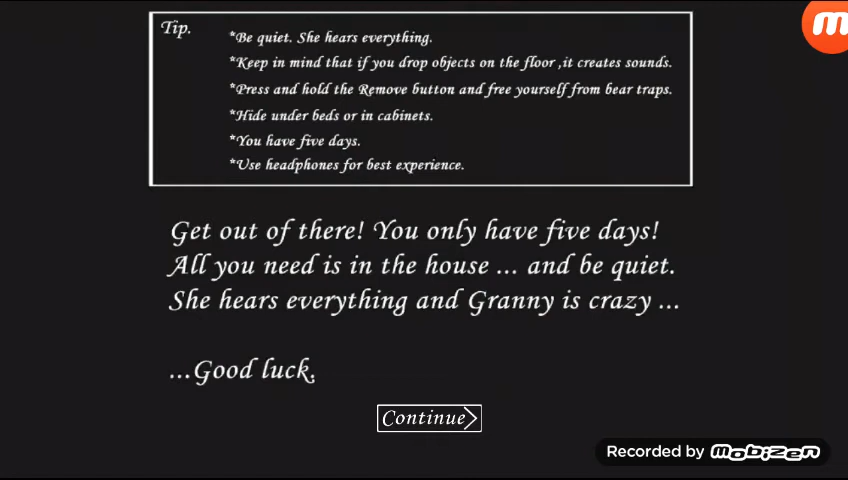 Tip.
*Be quiet. She hears everything.
*Keep in mind that if you drop objects on the floor ,it creates sounds.
*Press and hold the Remove button and free yourself from bear traps.
*Hide under beds or in cabinets.
*You have five days.
*Use headphones for best experience.
Get out of there! You only have five days!
All you need is in the house ... and be quiet.
She hears everything and Granny is crazy ...
...Good luck.
Continue
Recorded by mobizen